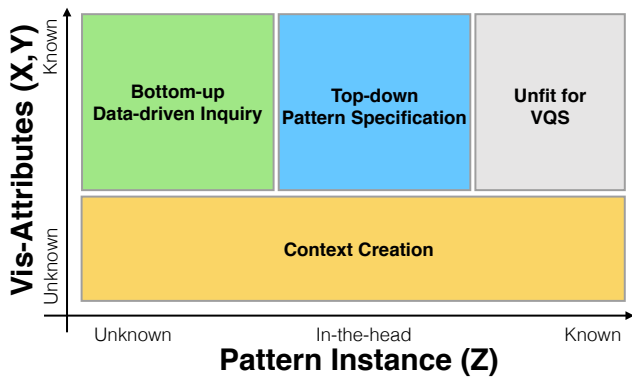 Vis-Attributes (X,Y)
Known
Unknown
Bottom-up
Data-driven Inquiry
Top-down
Pattern Specification
Unfit for
VQS
Context Creation
Unknown
In-the-head
Known
Pattern Instance (Z)